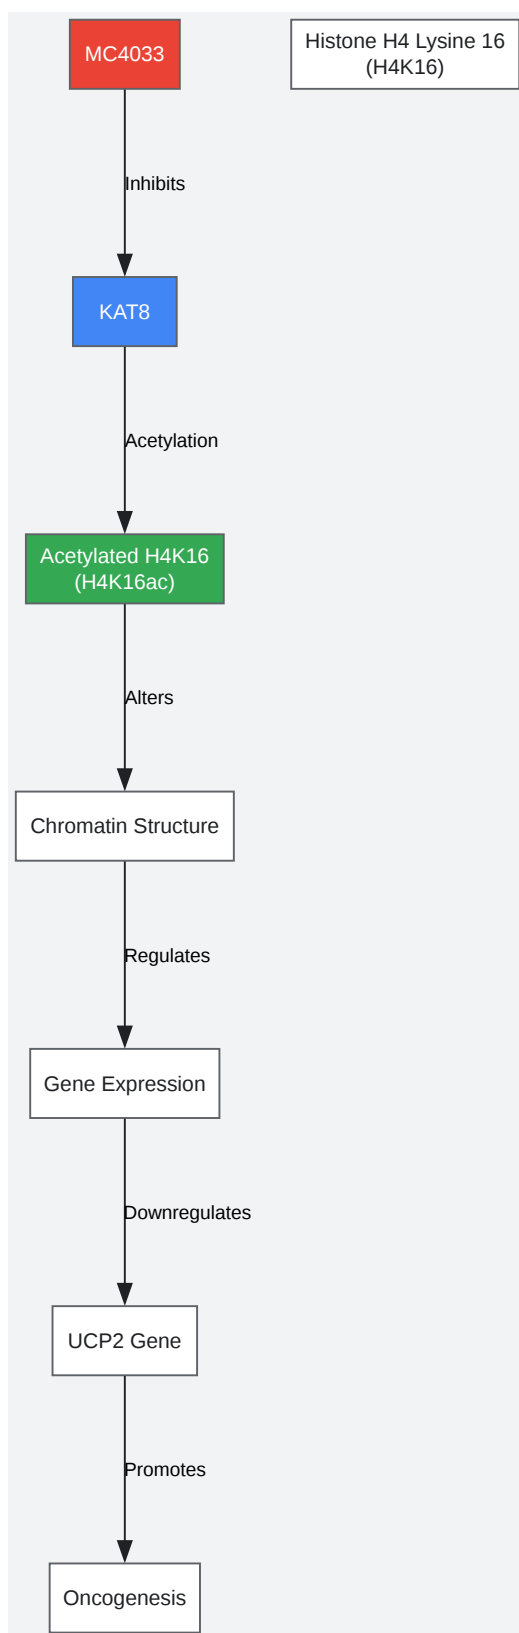 MC4033
Histone H4 Lysine 16
(H4K16)
Inhibits
KAT8
Acetylation
Acetylated H4K16
(H4K16ac)
Alters
Chromatin Structure
Regulates
Gene Expression
Downregulates
UCP2 Gene
Promotes
Oncogenesis